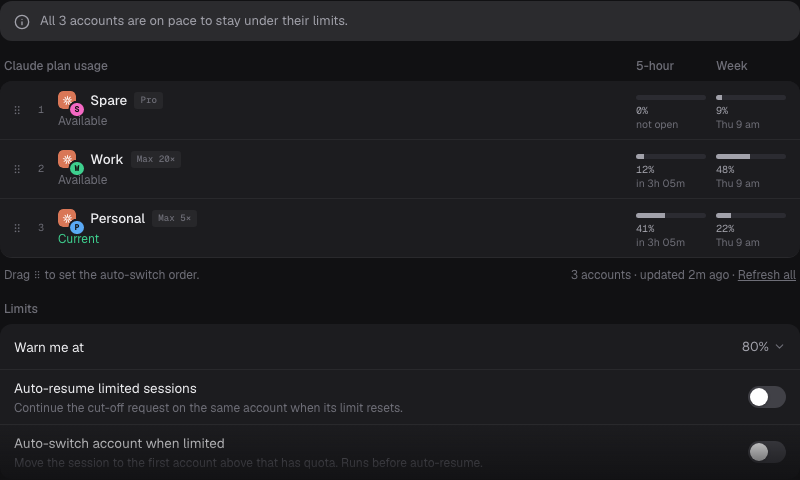 All 3 accounts are on pace to stay under their limits.
Claude plan usage 5-hour Week
1 S Spare Pro 0% 9%
Available not open Thu 9 am
2 W Work Max 20× 12% 48%
Available in 3h 05m Thu 9 am
3 P Personal Max 5× 41% 22%
Current in 3h 05m Thu 9 am
Drag ⠿ to set the auto-switch order. 3 accounts · updated 2m ago · Refresh all
Limits
Warn me at 80%
Auto-resume limited sessions
Continue the cut-off request on the same account when its limit resets.
Auto-switch account when limited
Move the session to the first account above that has quota. Runs before auto-resume.